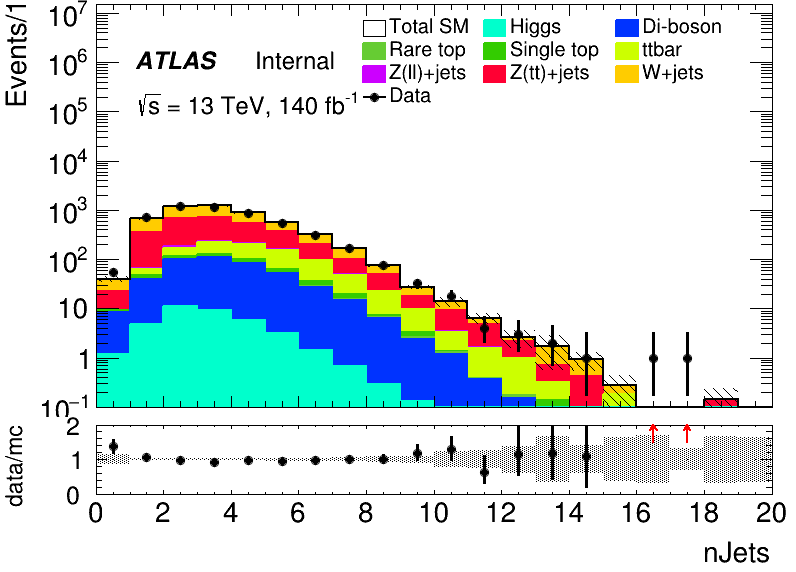 Events/1
10⁷
10⁶
10⁵
10⁴
10³
10²
10
1
10⁻¹
ATLAS Internal
√s = 13 TeV, 140 fb⁻¹
Total SM Higgs Di-boson
Rare top Single top ttbar
Z(ll)+jets Z(tt)+jets W+jets
Data
data/mc
2
1
0
0 2 4 6 8 10 12 14 16 18 20
nJets